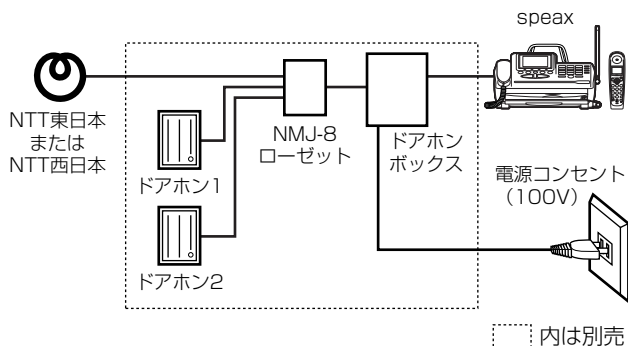 speax
NTT東日本
または
NTT西日本
NMJ-8
ローゼット
ドアホン
ボックス
ドアホン1
ドアホン2
電源コンセント
（100V）
内は別売